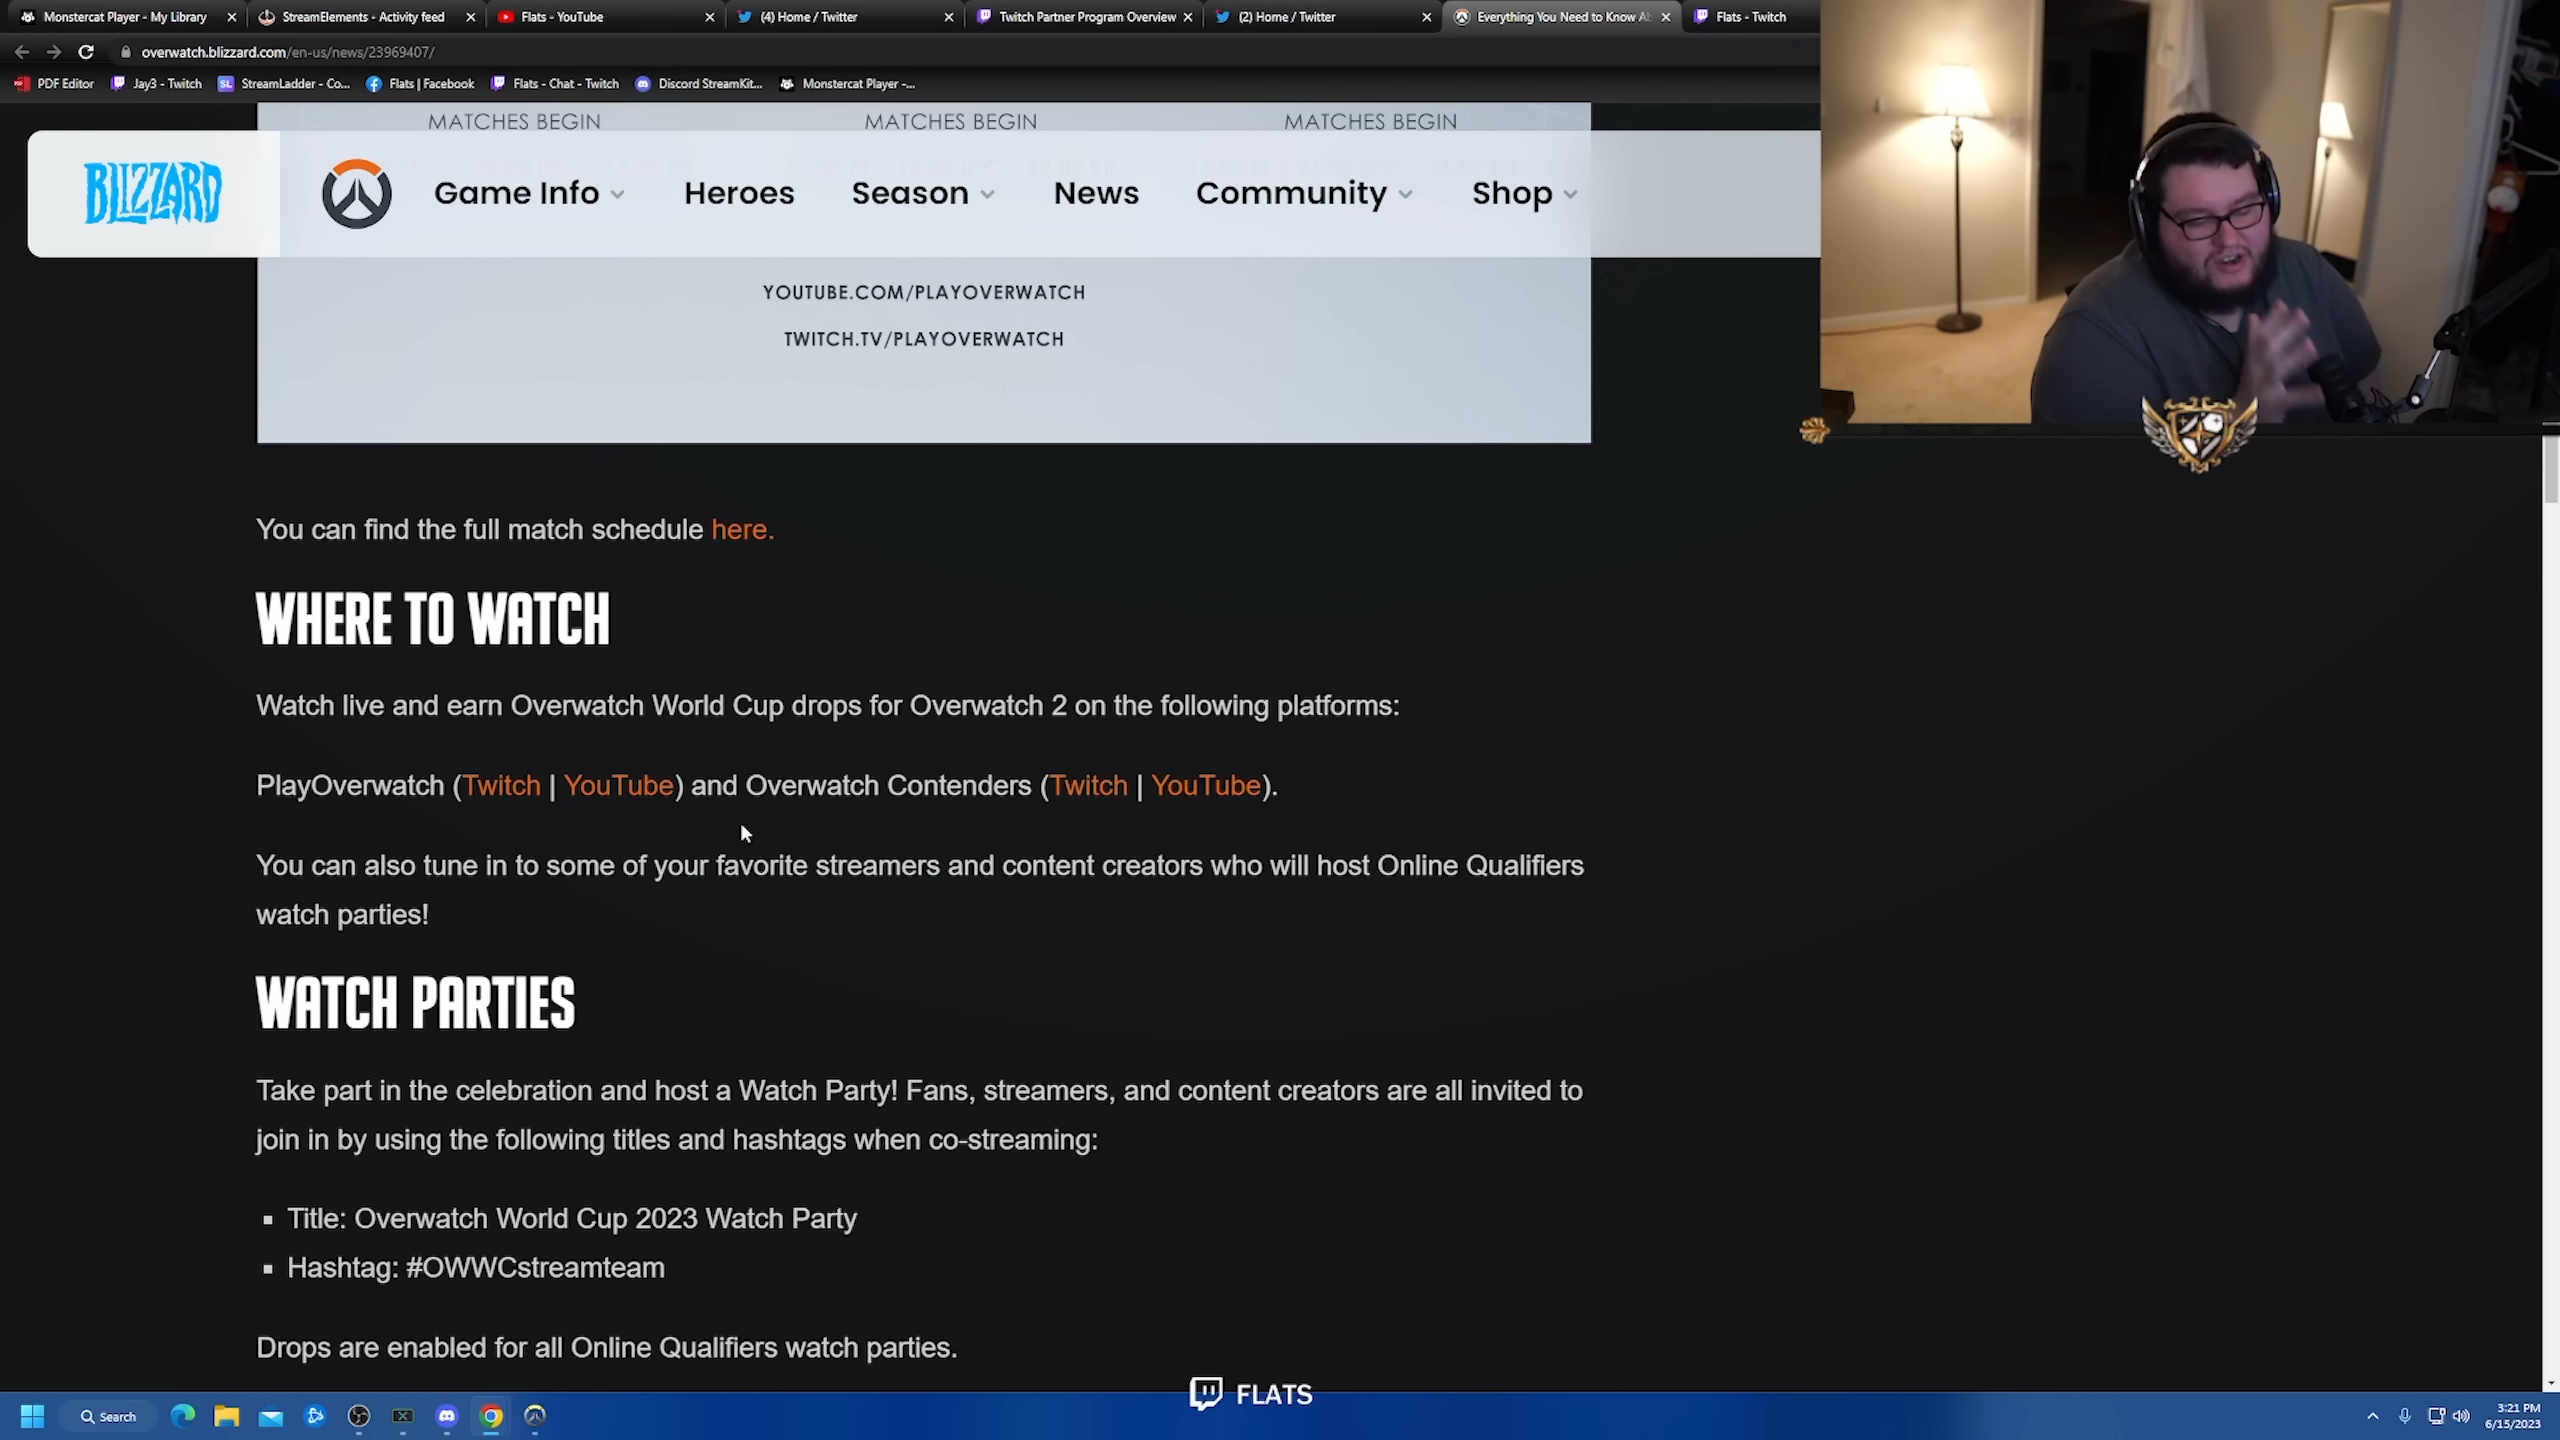 Monstercat Player - My Library
StreamElements - Activity feed
Flats - YouTube
(4) Home / Twitter
Twitch Partner Program Overview
(2) Home / Twitter
Everything You Need to Know
Flats - Twitch
overwatch.blizzard.com/en-us/news/23969407/
PDF Editor
Jay3 - Twitch
SL StreamLadder - Co...
Flats | Facebook
Flats - Chat - Twitch
Discord StreamKit...
Monstercat Player -...
MATCHES BEGIN MATCHES BEGIN MATCHES BEGIN
BLIZZARD
Game Info Heroes Season News Community Shop
YOUTUBE.COM/PLAYOVERWATCH
TWITCH.TV/PLAYOVERWATCH
You can find the full match schedule here.
WHERE TO WATCH
Watch live and earn Overwatch World Cup drops for Overwatch 2 on the following platforms:
PlayOverwatch (Twitch | YouTube) and Overwatch Contenders (Twitch | YouTube).
You can also tune in to some of your favorite streamers and content creators who will host Online Qualifiers
watch parties!
WATCH PARTIES
Take part in the celebration and host a Watch Party! Fans, streamers, and content creators are all invited to
join in by using the following titles and hashtags when co-streaming:
▪ Title: Overwatch World Cup 2023 Watch Party
▪ Hashtag: #OWWCstreamteam
Drops are enabled for all Online Qualifiers watch parties.
FLATS
Search
3:21 PM
6/15/2023